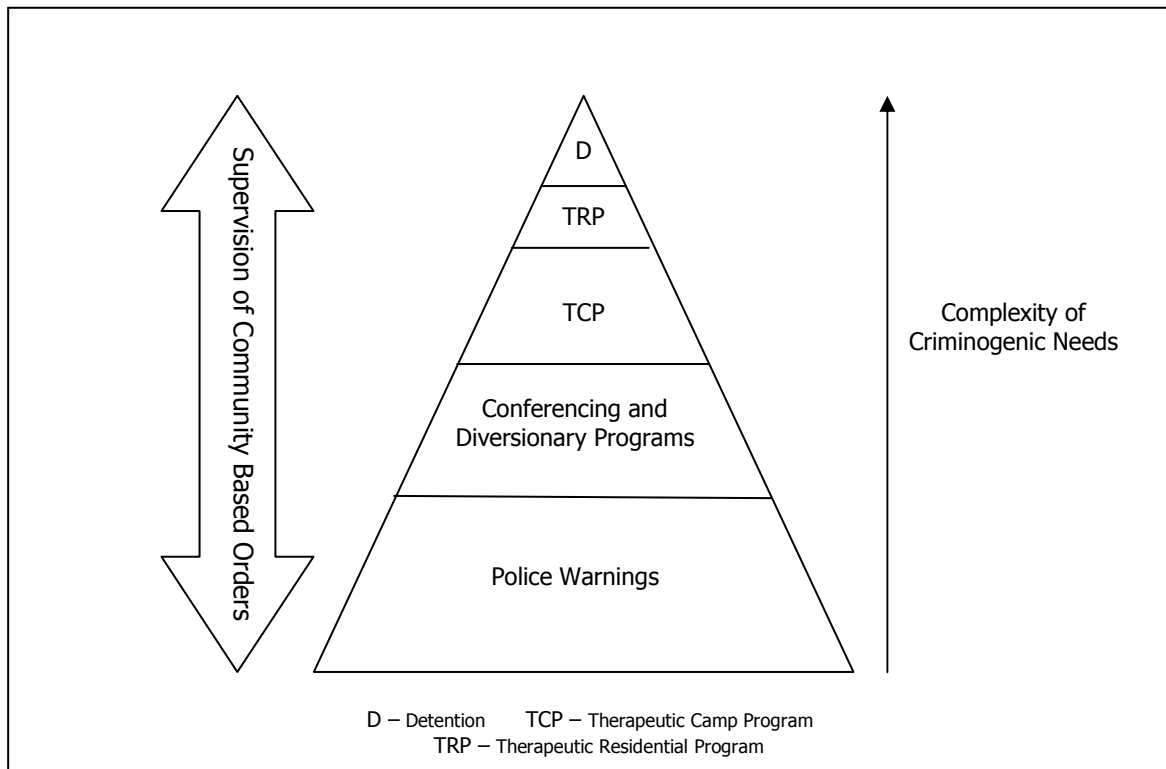 Supervision of Community Based Orders
D
TRP
TCP
Conferencing and
Diversionary Programs
Police Warnings
Complexity of
Criminogenic Needs
D – Detention TCP – Therapeutic Camp Program
TRP – Therapeutic Residential Program